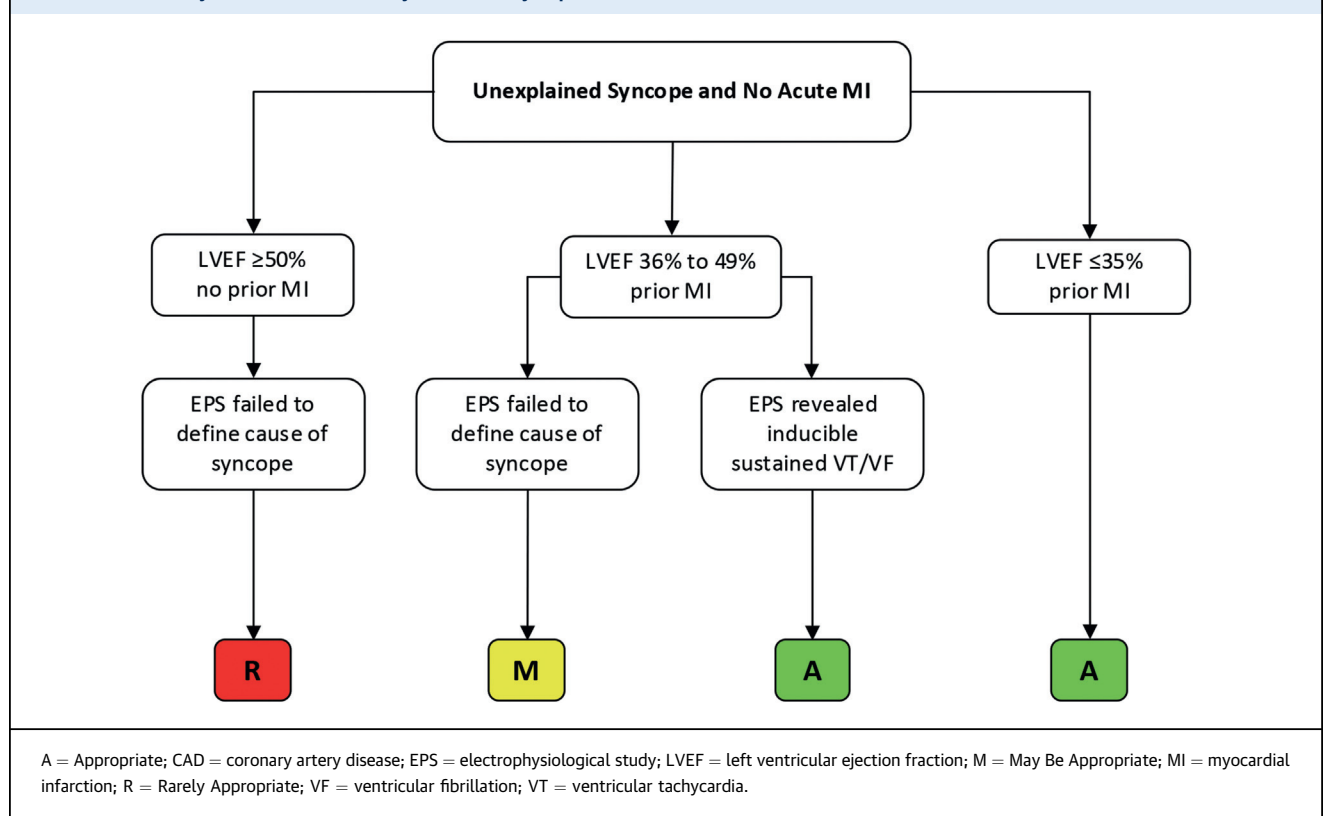 Unexplained Syncope and No Acute MI
LVEF ≥50%
no prior MI
LVEF 36% to 49%
prior MI
LVEF ≤35%
prior MI
EPS failed to
define cause of
syncope
EPS failed to
define cause of
syncope
EPS revealed
inducible
sustained VT/VF
R
M
A
A
A = Appropriate; CAD = coronary artery disease; EPS = electrophysiological study; LVEF = left ventricular ejection fraction; M = May Be Appropriate; MI = myocardial
infarction; R = Rarely Appropriate; VF = ventricular fibrillation; VT = ventricular tachycardia.